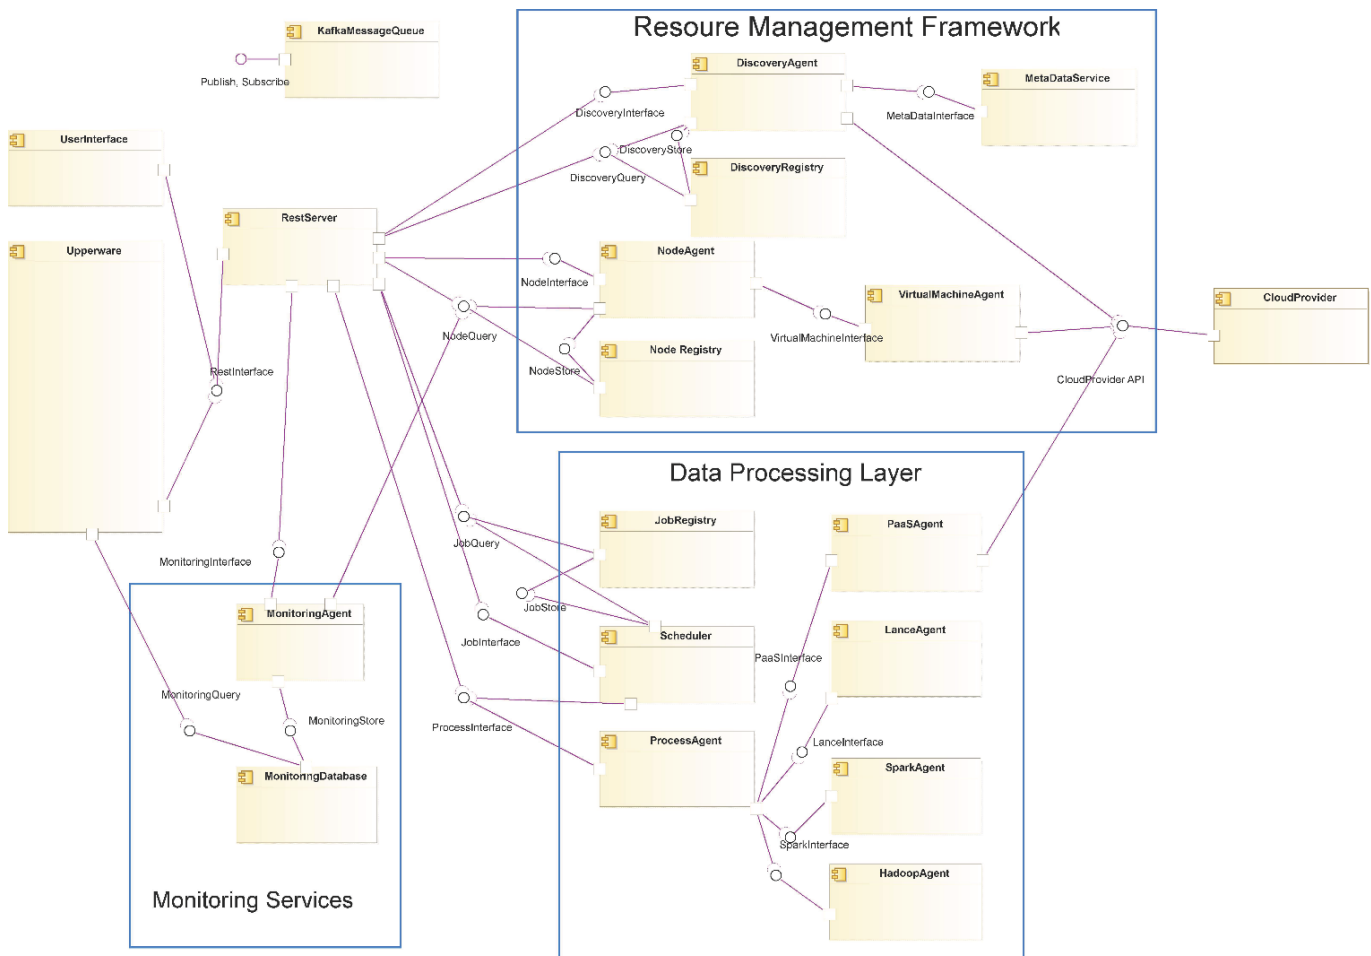 KafkaMessageQueue
Publish, Subscribe
UserInterface
Upperware
RestServer
RestInterface
Resoure Management Framework
DiscoveryAgent
MetaDataService
DiscoveryInterface
MetaDataInterface
DiscoveryStore
DiscoveryQuery
DiscoveryRegistry
NodeAgent
NodeInterface
VirtualMachineAgent
CloudProvider
NodeQuery
VirtualMachineInterface
Node Registry
NodeStore
CloudProvider API
Data Processing Layer
JobRegistry
PaaSAgent
JobQuery
JobStore
Scheduler
LanceAgent
JobInterface
PaaSInterface
ProcessInterface
ProcessAgent
LanceInterface
SparkAgent
SparkInterface
HadoopAgent
MonitoringInterface
MonitoringAgent
MonitoringQuery
MonitoringStore
MonitoringDatabase
Monitoring Services